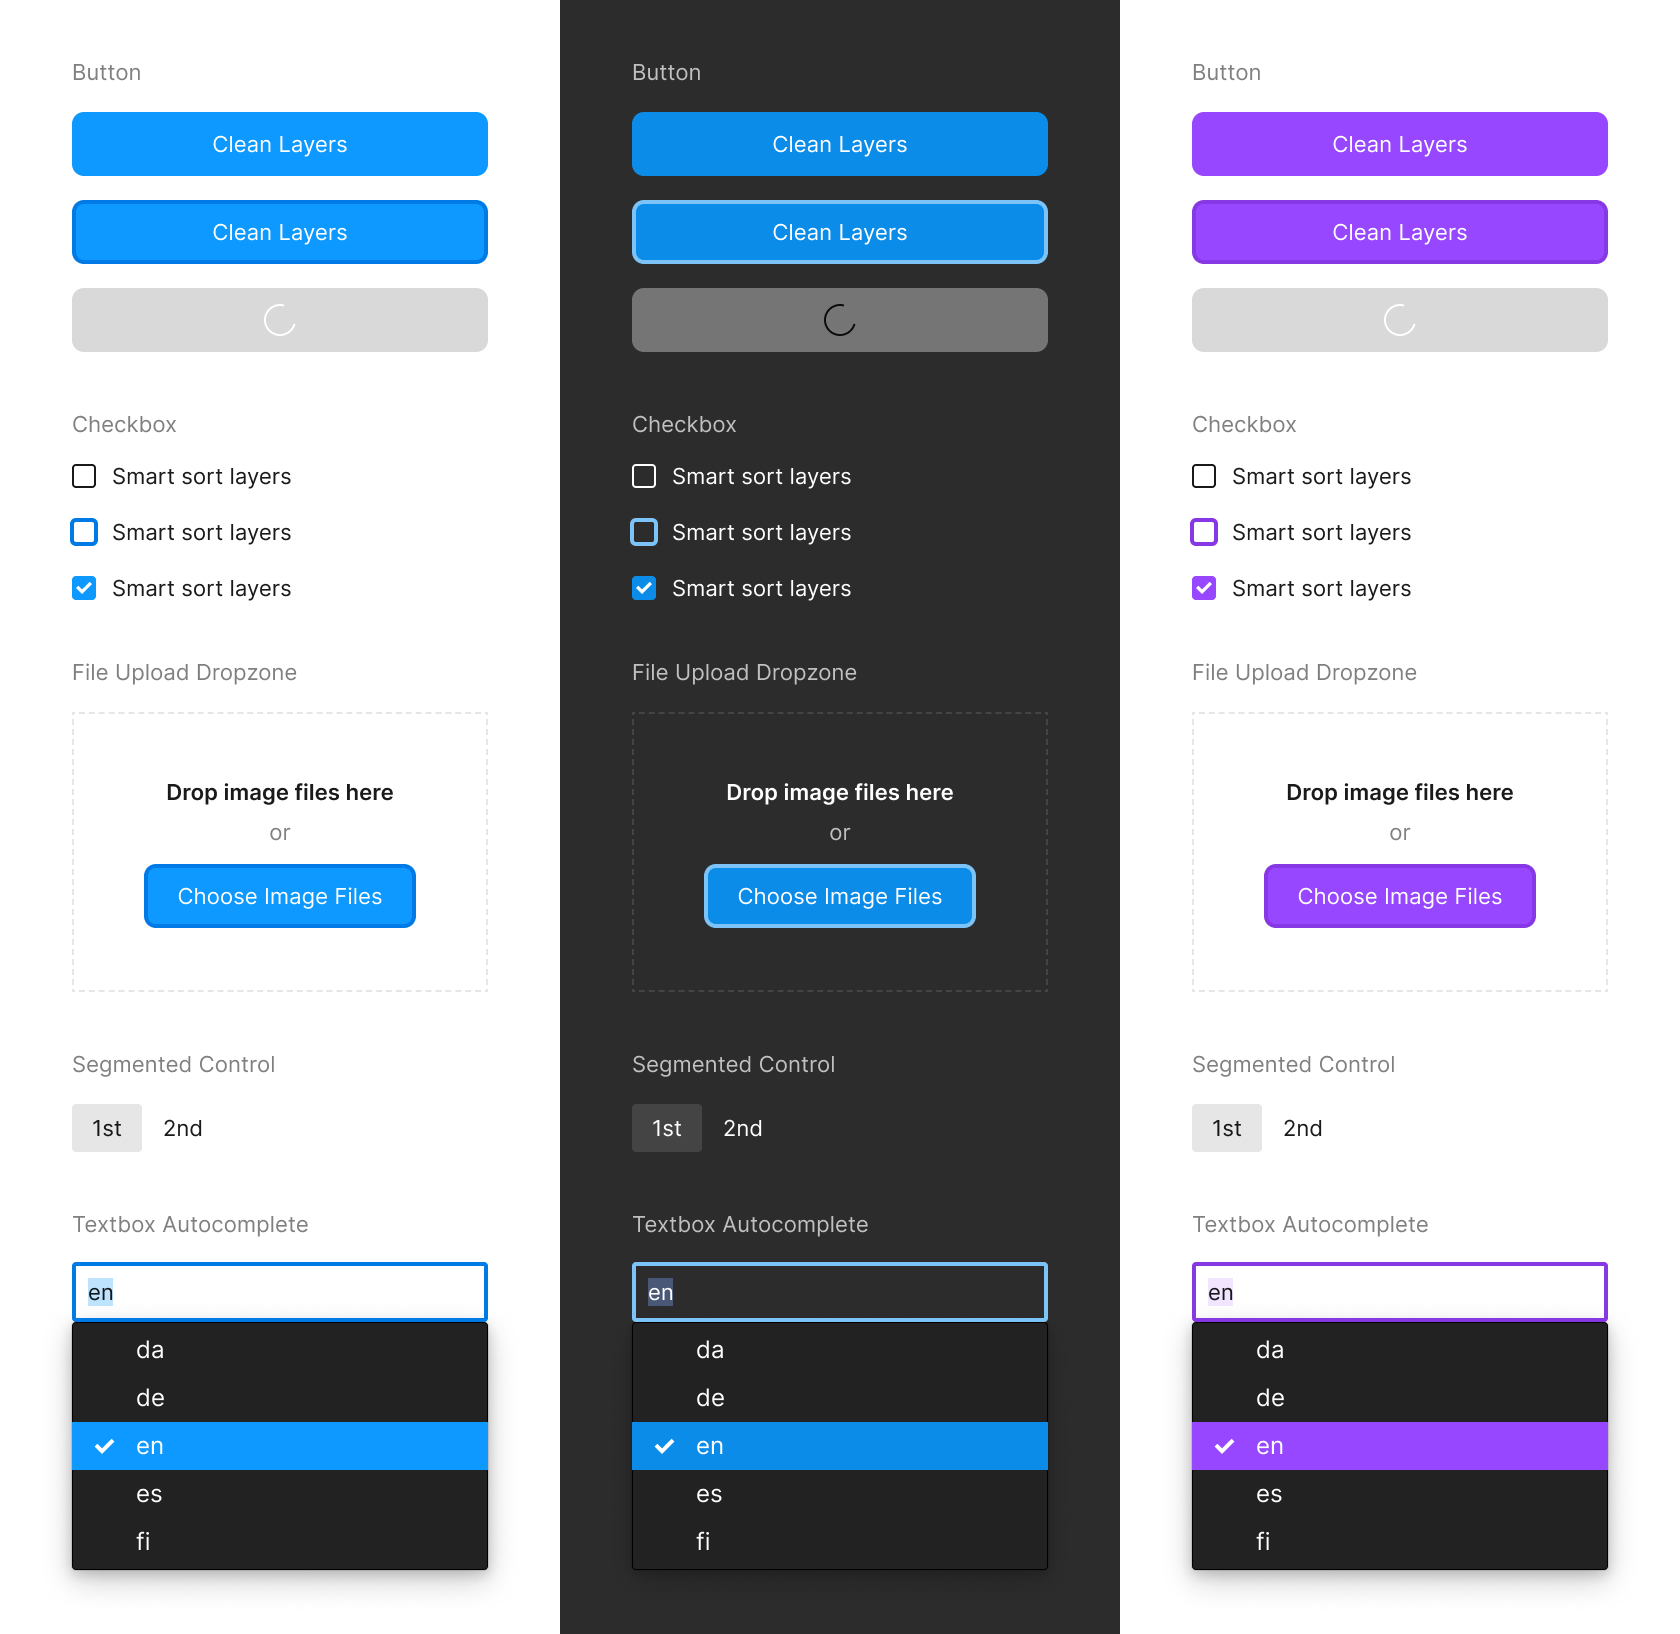 Button
Clean Layers
Clean Layers
Checkbox
Smart sort layers
Smart sort layers
Smart sort layers
File Upload Dropzone
Drop image files here
or
Choose Image Files
Segmented Control
1st 2nd
Textbox Autocomplete
en
da
de
en
es
fi
Button
Clean Layers
Clean Layers
Checkbox
Smart sort layers
Smart sort layers
Smart sort layers
File Upload Dropzone
Drop image files here
or
Choose Image Files
Segmented Control
1st 2nd
Textbox Autocomplete
en
da
de
en
es
fi
Button
Clean Layers
Clean Layers
Checkbox
Smart sort layers
Smart sort layers
Smart sort layers
File Upload Dropzone
Drop image files here
or
Choose Image Files
Segmented Control
1st 2nd
Textbox Autocomplete
en
da
de
en
es
fi